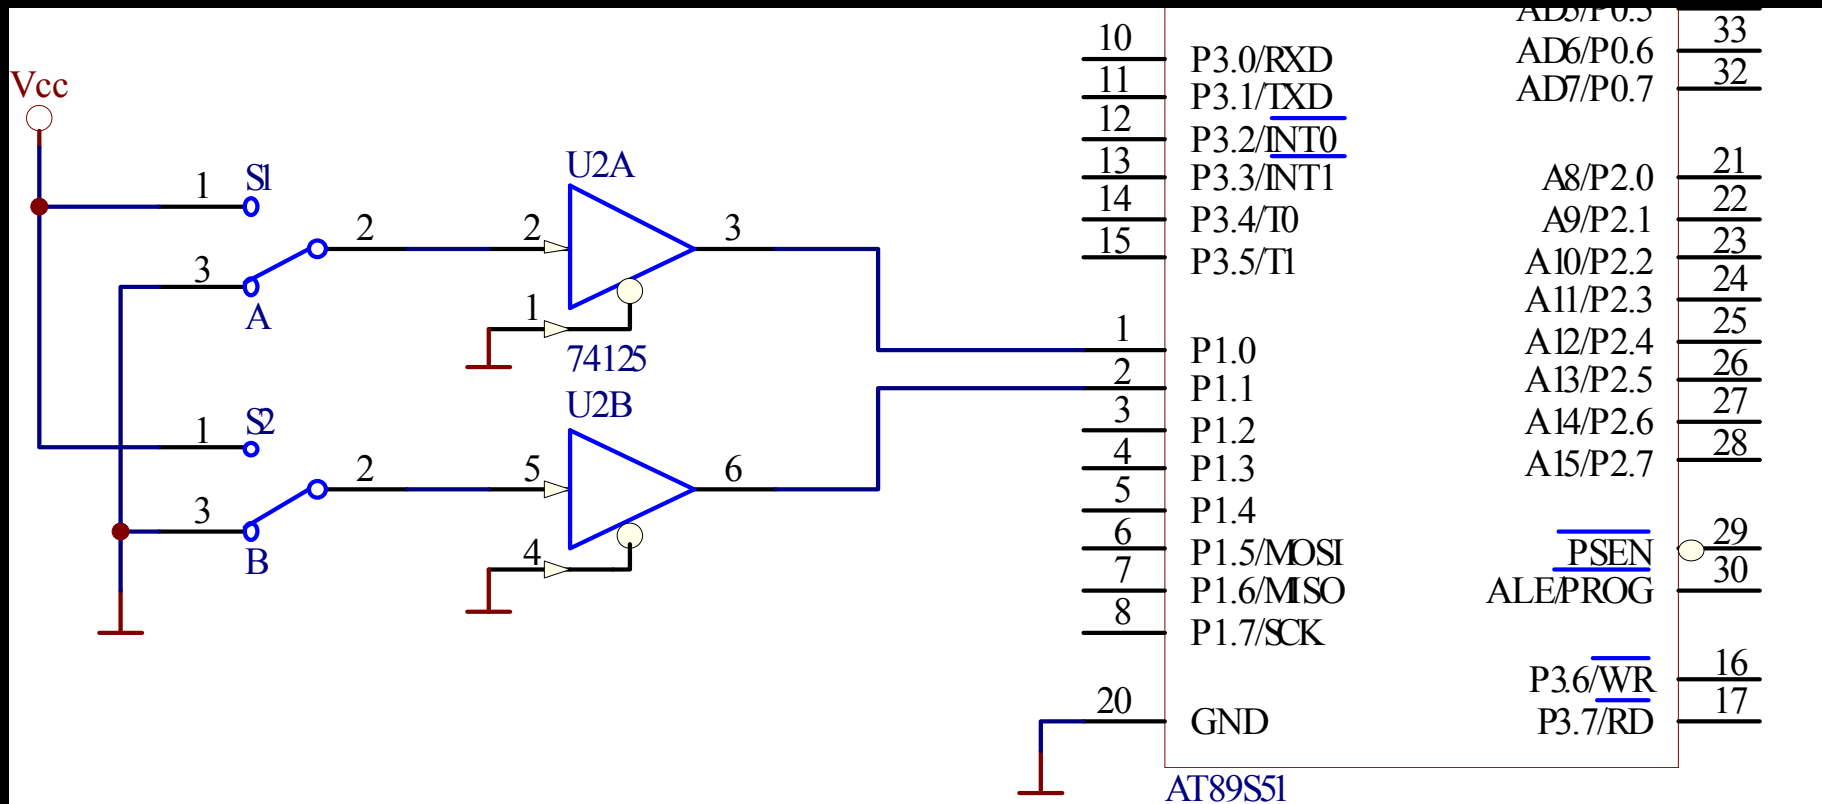 Vcc
1
S1
2
3
A
1
S2
2
3
B
U2A
2
3
1
74125
U2B
5
6
4
10 P3.0/RXD
11 P3.1/TXD
12 P3.2/INT0
13 P3.3/INT1
14 P3.4/T0
15 P3.5/T1
1 P1.0
2 P1.1
3 P1.2
4 P1.3
5 P1.4
6 P1.5/MOSI
7 P1.6/MISO
8 P1.7/SCK
20 GND
AD5/P0.5
AD6/P0.6 33
AD7/P0.7 32
A8/P2.0 21
A9/P2.1 22
A10/P2.2 23
A11/P2.3 24
A12/P2.4 25
A13/P2.5 26
A14/P2.6 27
A15/P2.7 28
PSEN 29
ALE/PROG 30
P3.6/WR 16
P3.7/RD 17
AT89S51